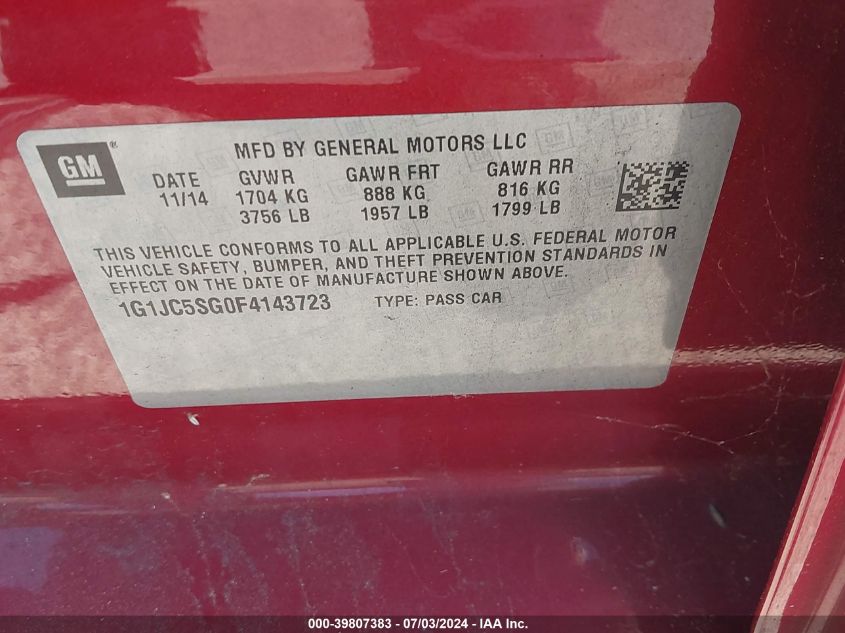 GM®
MFD BY GENERAL MOTORS LLC
DATE GVWR GAWR FRT GAWR RR
11/14 1704 KG 888 KG 816 KG
3756 LB 1957 LB 1799 LB
THIS VEHICLE CONFORMS TO ALL APPLICABLE U.S. FEDERAL MOTOR
VEHICLE SAFETY, BUMPER, AND THEFT PREVENTION STANDARDS IN
EFFECT ON THE DATE OF MANUFACTURE SHOWN ABOVE.
1G1JC5SG0F4143723 TYPE: PASS CAR
000-39807383 - 07/03/2024 - IAA Inc.